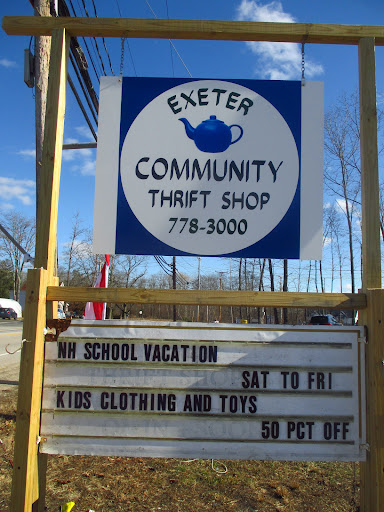 EXETER
COMMUNITY
THRIFT SHOP
778-3000
NH SCHOOL VACATION
SAT TO FRI
KIDS CLOTHING AND TOYS
50 PCT OFF